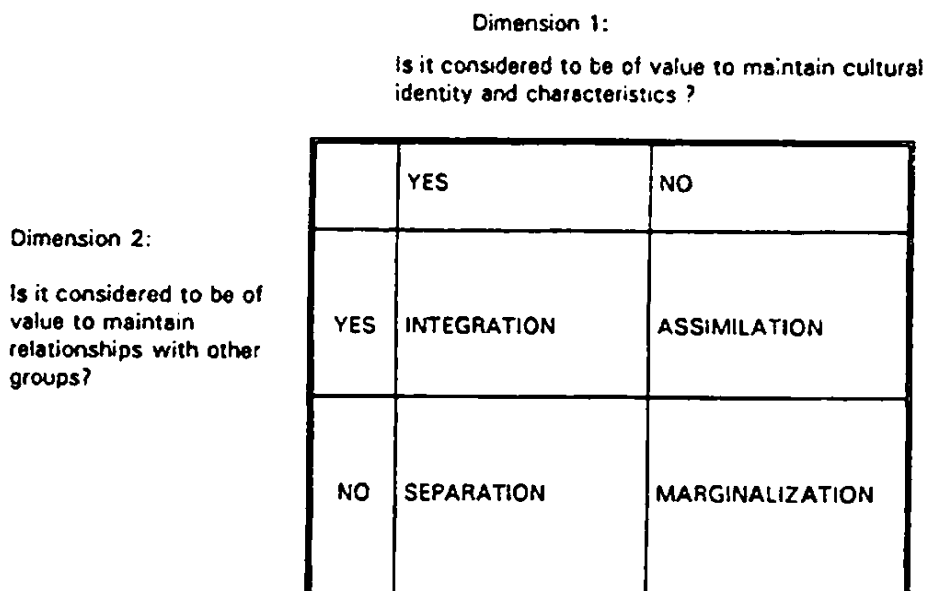 Dimension 1:
Is it considered to be of value to maintain cultural
identity and characteristics ?
YES NO
Dimension 2:
Is it considered to be of
value to maintain
relationships with other
groups?
YES INTEGRATION ASSIMILATION
NO SEPARATION MARGINALIZATION